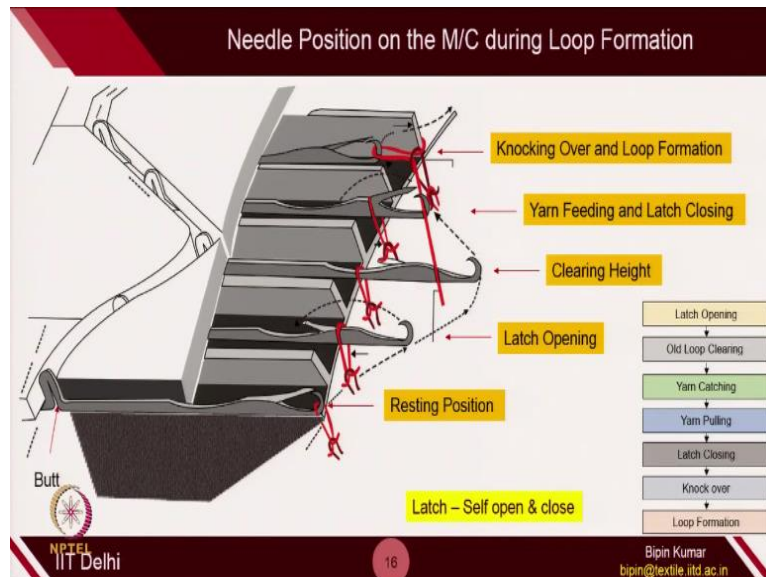 Needle Position on the M/C during Loop Formation
Knocking Over and Loop Formation
Yarn Feeding and Latch Closing
Clearing Height
Latch Opening
Resting Position
Butt
Latch – Self open & close
Latch Opening
Old Loop Clearing
Yarn Catching
Yarn Pulling
Latch Closing
Knock over
Loop Formation
NPTEL
IIT Delhi
16
Bipin Kumar
bipin@textile.iitd.ac.in